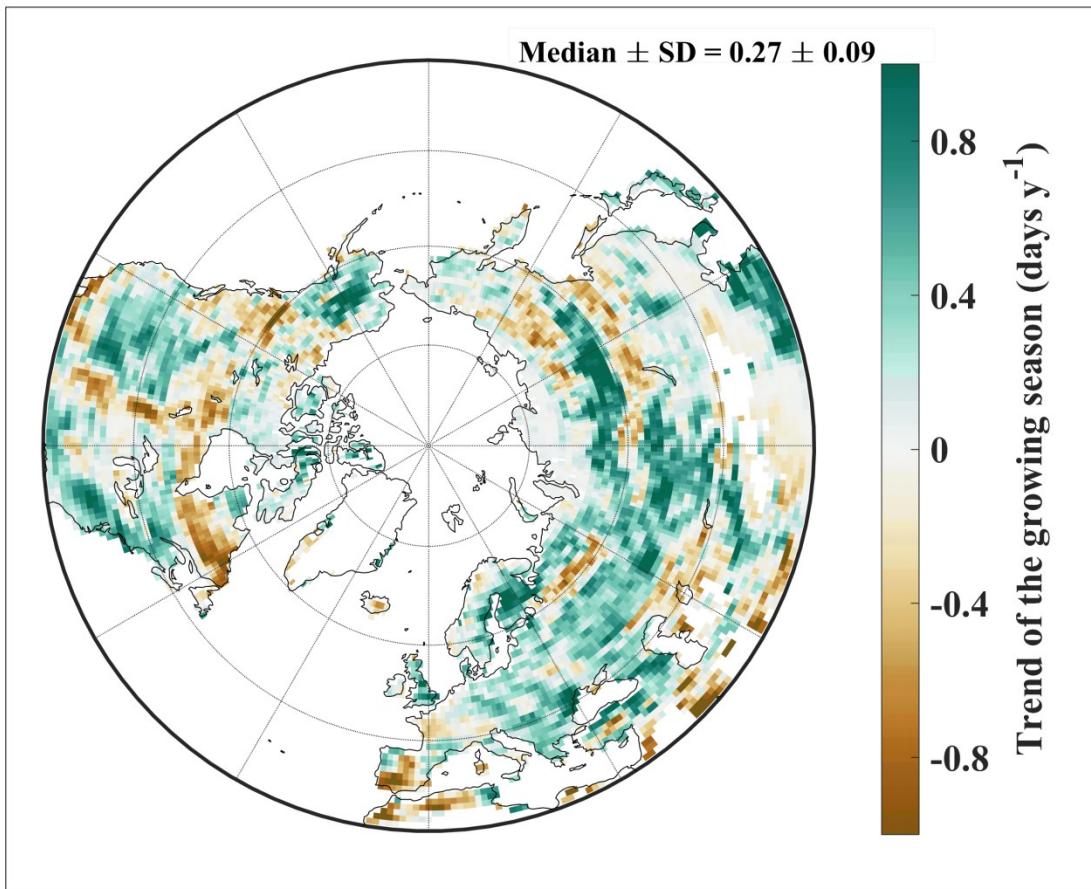 Median ± SD = 0.27 ± 0.09
0.8
0.4
0
-0.4
-0.8
Trend of the growing season (days y⁻¹)